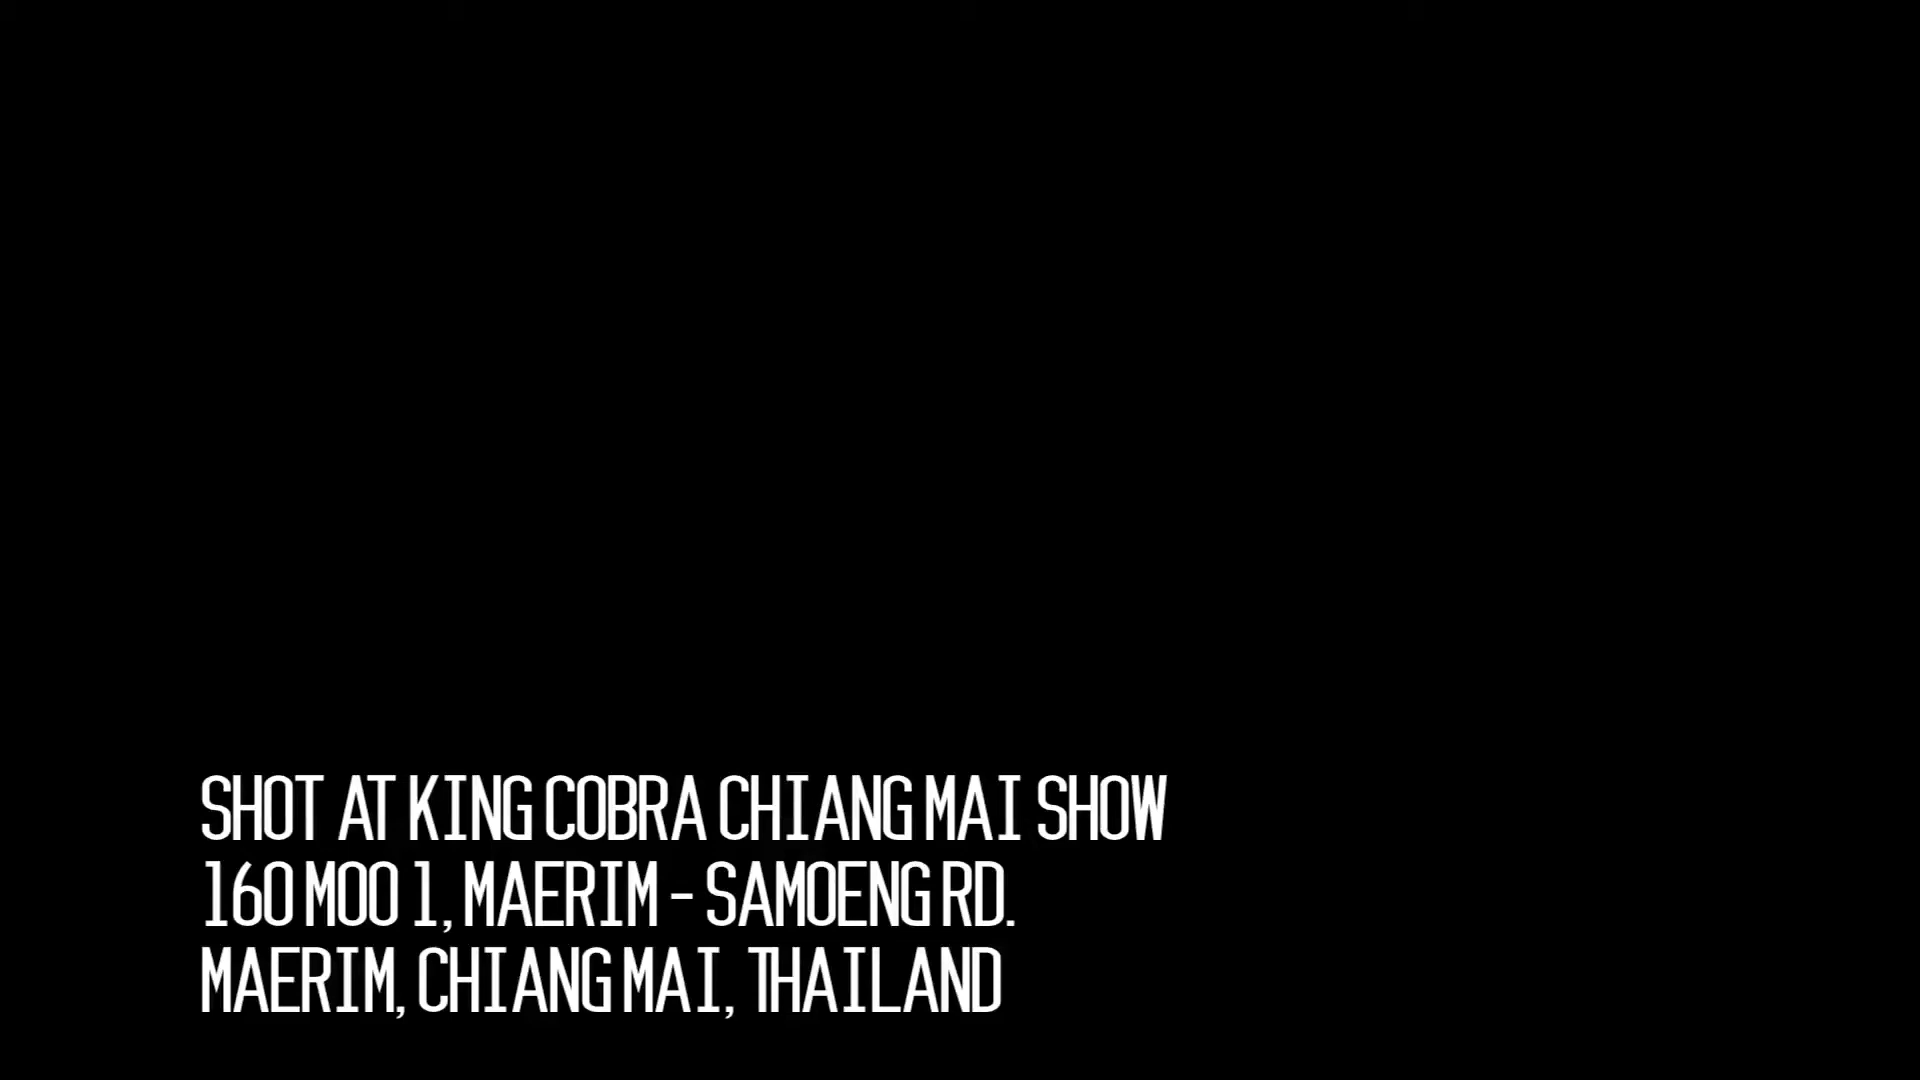 SHOT AT KING COBRA CHIANG MAI SHOW
160 MOO 1, MAERIM - SAMOENG RD.
MAERIM, CHIANG MAI, THAILAND